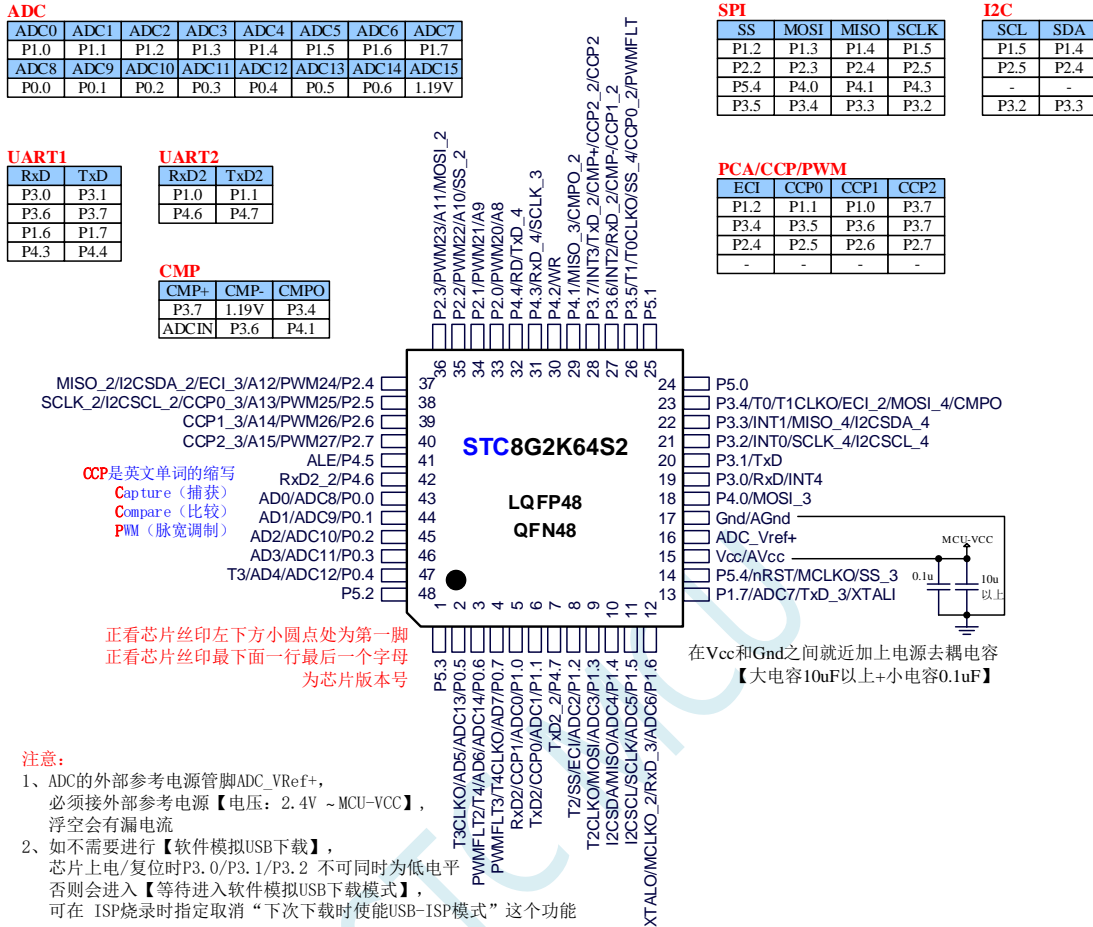 ADC
ADC0 ADC1 ADC2 ADC3 ADC4 ADC5 ADC6 ADC7
P1.0 P1.1 P1.2 P1.3 P1.4 P1.5 P1.6 P1.7
ADC8 ADC9 ADC10 ADC11 ADC12 ADC13 ADC14 ADC15
P0.0 P0.1 P0.2 P0.3 P0.4 P0.5 P0.6 1.19V
SPI
SS MOSI MISO SCLK
P1.2 P1.3 P1.4 P1.5
P2.2 P2.3 P2.4 P2.5
P5.4 P4.0 P4.1 P4.3
P3.5 P3.4 P3.3 P3.2
I2C
SCL SDA
P1.5 P1.4
P2.5 P2.4
- -
P3.2 P3.3
UART1
RxD TxD
P3.0 P3.1
P3.6 P3.7
P1.6 P1.7
P4.3 P4.4
UART2
RxD2 TxD2
P1.0 P1.1
P4.6 P4.7
CMP
CMP+ CMP- CMPO
P3.7 1.19V P3.4
ADCIN P3.6 P4.1
PCA/CCP/PWM
ECI CCP0 CCP1 CCP2
P1.2 P1.1 P1.0 P3.7
P3.4 P3.5 P3.6 P3.7
P2.4 P2.5 P2.6 P2.7
- - - -
P2.3/PWM23/A11/MOSI_2
P2.2/PWM22/A10/SS_2
P2.1/PWM21/A9
P2.0/PWM20/A8
P4.4/RD/TxD_4
P4.3/RxD_4/SCLK_3
P4.2/WR
P4.1/MISO_3/CMPO_2
P3.7/INT3/TxD_2/CMP+/CCP2_2/CCP2
P3.6/INT2/RxD_2/CMP-/CCP1_2
P3.5/T1/T0CLKO/SS_4/CCP0_2/PWMFLT
P5.1
36 35 34 33 32 31 30 29 28 27 26 25
MISO_2/I2CSDA_2/ECI_3/A12/PWM24/P2.4 37
SCLK_2/I2CSCL_2/CCP0_3/A13/PWM25/P2.5 38
CCP1_3/A14/PWM26/P2.6 39
CCP2_3/A15/PWM27/P2.7 40
ALE/P4.5 41
RxD2_2/P4.6 42
AD0/ADC8/P0.0 43
AD1/ADC9/P0.1 44
AD2/ADC10/P0.2 45
AD3/ADC11/P0.3 46
T3/AD4/ADC12/P0.4 47
P5.2 48
STC8G2K64S2
LQFP48
QFN48
24 P5.0
23 P3.4/T0/T1CLKO/ECI_2/MOSI_4/CMPO
22 P3.3/INT1/MISO_4/I2CSDA_4
21 P3.2/INT0/SCLK_4/I2CSCL_4
20 P3.1/TxD
19 P3.0/RxD/INT4
18 P4.0/MOSI_3
17 Gnd/AGnd
16 ADC_Vref+
15 Vcc/AVcc
14 P5.4/nRST/MCLKO/SS_3
13 P1.7/ADC7/TxD_3/XTALI
MCU-VCC
0.1u
10u
以上
CCP是英文单词的缩写
Capture（捕获）
Compare（比较）
PWM（脉宽调制）
1 2 3 4 5 6 7 8 9 10 11 12
P5.3
T3CLKO/AD5/ADC13/P0.5
PWMFLT2/T4/AD6/ADC14/P0.6
PWMFLT3/T4CLKO/AD7/P0.7
RxD2/CCP1/ADC0/P1.0
TxD2/CCP0/ADC1/P1.1
TxD2_2/P4.7
T2/SS/ECI/ADC2/P1.2
T2CLKO/MOSI/ADC3/P1.3
I2CSDA/MISO/ADC4/P1.4
I2CSCL/SCLK/ADC5/P1.5
XTALO/MCLKO_2/RxD_3/ADC6/P1.6
正看芯片丝印左下方小圆点处为第一脚
正看芯片丝印最下面一行最后一个字母
为芯片版本号
在Vcc和Gnd之间就近加上电源去耦电容
【大电容10uF以上+小电容0.1uF】
注意：
1、ADC的外部参考电源管脚ADC_VRef+，
必须接外部参考电源【电压：2.4V ~MCU-VCC】，
浮空会有漏电流
2、如不需要进行【软件模拟USB下载】，
芯片上电/复位时P3.0/P3.1/P3.2 不可同时为低电平
否则会进入【等待进入软件模拟USB下载模式】，
可在 ISP烧录时指定取消“下次下载时使能USB-ISP模式”这个功能